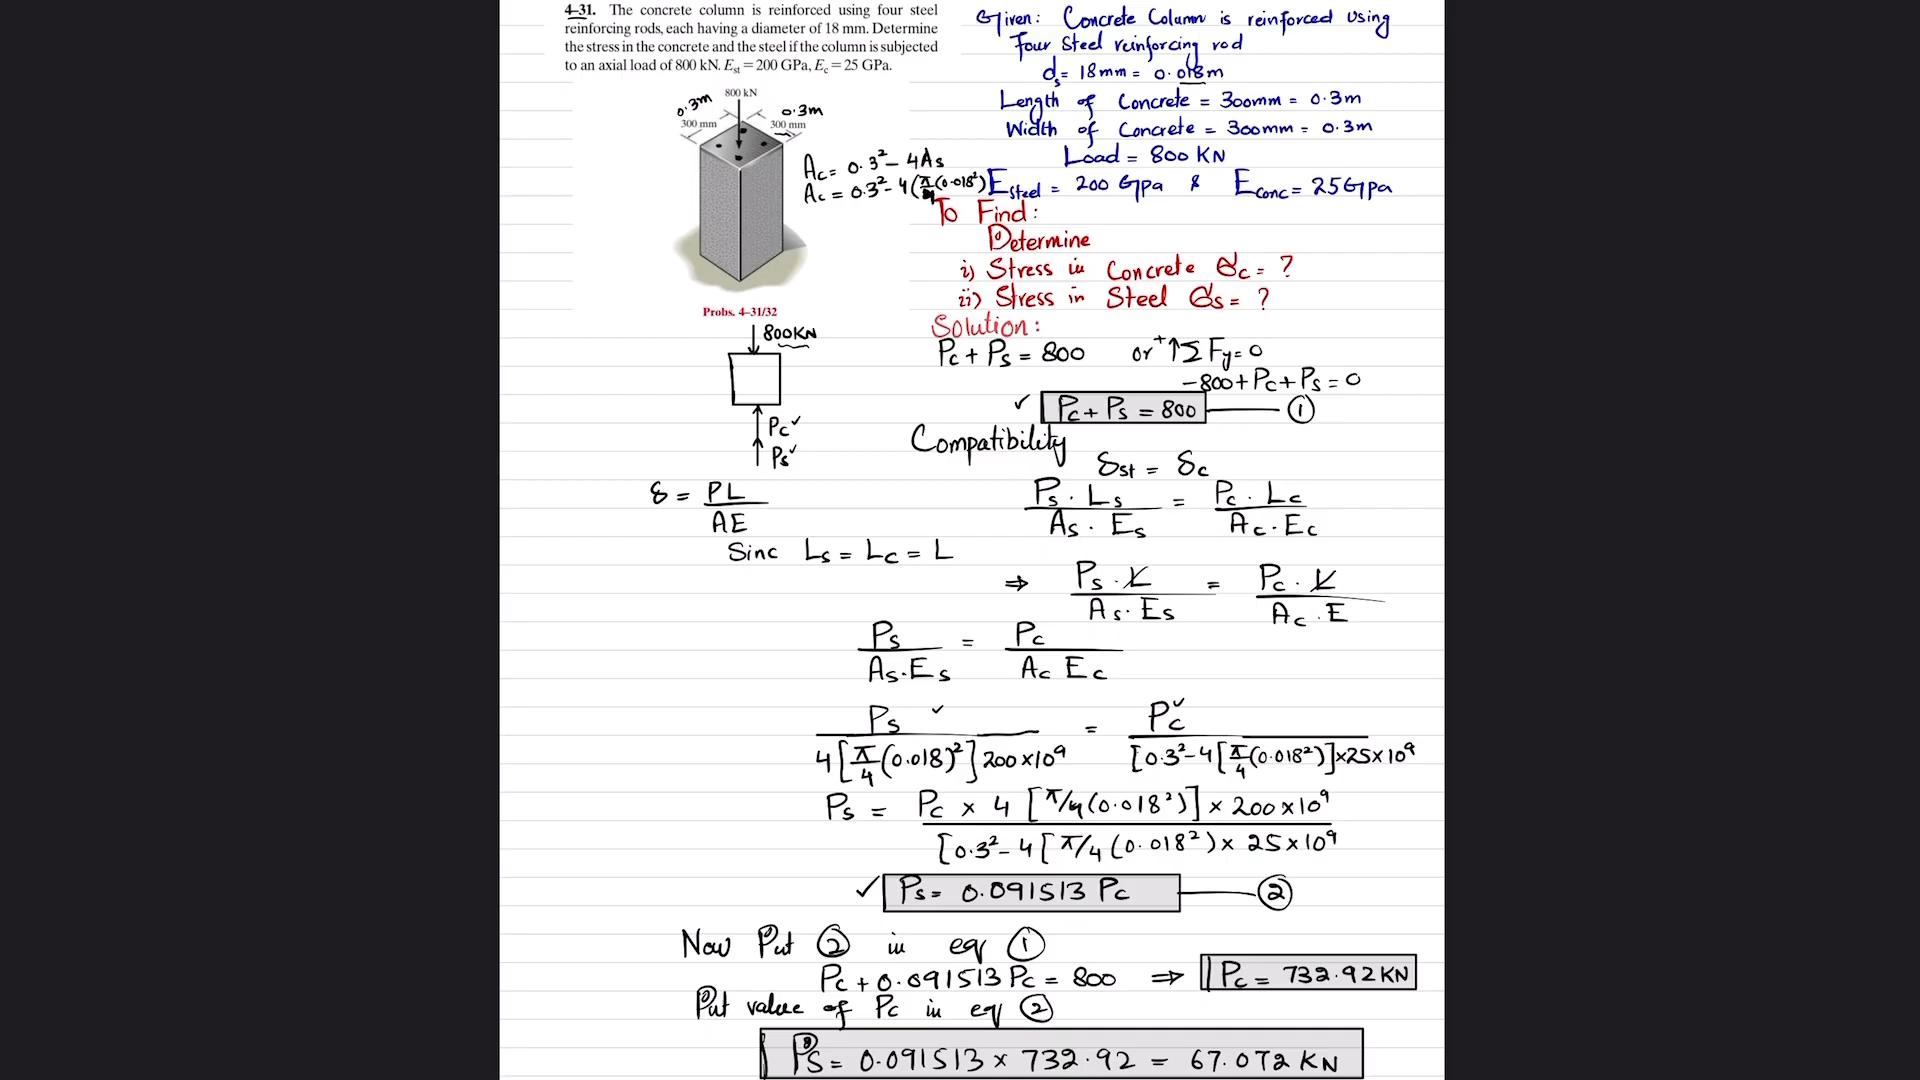 4–31. The concrete column is reinforced using four steel
reinforcing rods, each having a diameter of 18 mm. Determine
the stress in the concrete and the steel if the column is subjected
to an axial load of 800 kN. Est = 200 GPa, Ec = 25 GPa.
800 kN
0.3m
0.3m
300 mm
300 mm
Ac = 0.3² – 4As
Ac = 0.3² – 4(π/4(0.018²)
Probs. 4–31/32
800KN
Pc ✓
Ps ✓
Given: Concrete Column is reinforced Using
Four Steel reinforcing rod
ds = 18mm = 0.018m
Length of Concrete = 300mm = 0.3m
Width of Concrete = 300mm = 0.3m
Load = 800 KN
Esteel = 200 Gpa & Econc = 25Gpa
To Find:
Determine
i) Stress in Concrete σc = ?
ii) Stress in Steel σs = ?
Solution:
Pc + Ps = 800 or +↑Σ Fy = 0
-800+Pc+Ps = 0
✓ Pc + Ps = 800 ①
Compatibility
δst = δc
δ = PL/AE
Ps . Ls / As . Es = Pc . Lc / Ac . Ec
Sinc Ls = Lc = L
⇒ Ps . L / As . Es = Pc . L / Ac . E
Ps / As.Es = Pc / Ac Ec
Ps ✓ / 4[π/4(0.018)²]200×10⁹ = Pc ✓ / [0.3²-4[π/4(0.018²)]×25×10⁹
Ps = Pc × 4 [π/4(0.018²)] × 200×10⁹ / [0.3²-4[π/4(0.018²)× 25×10⁹
✓ Ps = 0.091513 Pc ②
Now Put ② in eq ①
Pc + 0.091513 Pc = 800 ⇒ Pc = 732.92KN
Put value of Pc in eq ②
Ps = 0.091513 × 732.92 = 67.072 KN